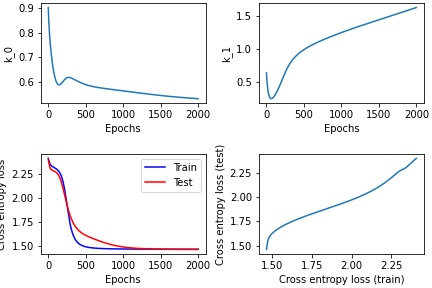 0.9
0.8
0.7
0.6
k_0
0 500 1000 1500 2000
Epochs
1.5
1.0
0.5
k_1
0 500 1000 1500 2000
Epochs
2.25
2.00
1.75
1.50
Cross entropy loss
Train
Test
0 500 1000 1500 2000
Epochs
Cross entropy loss (test)
2.25
2.00
1.75
1.50
1.50 1.75 2.00 2.25
Cross entropy loss (train)